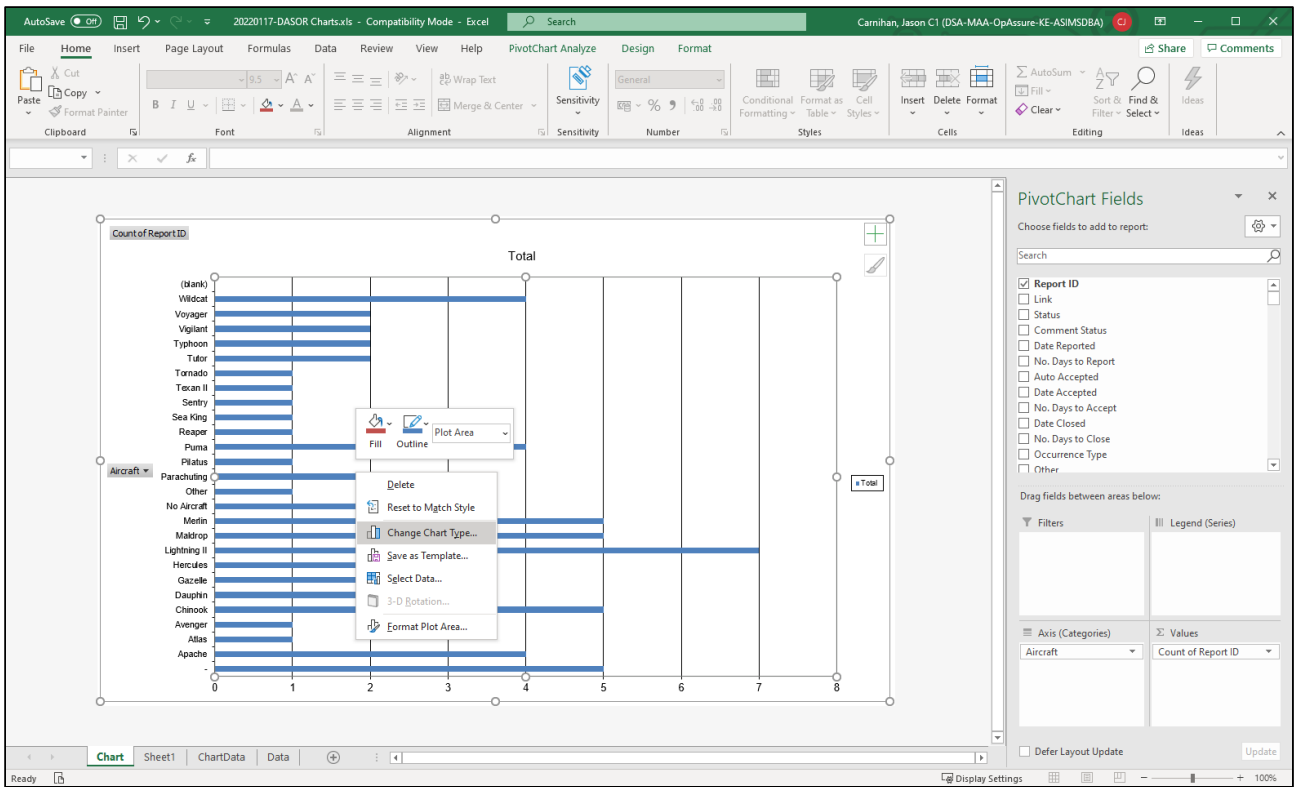 AutoSave Off 20220117-DASOR Charts.xls - Compatibility Mode - Excel Search Carnihan, Jason C1 (DSA-MAA-OpAssure-KE-ASIMSDBA) CJ
File Home Insert Page Layout Formulas Data Review View Help PivotChart Analyze Design Format Share Comments
Cut
Copy
Format Painter
Paste
9.5 A^ A˅
B I U A
ab Wrap Text
Merge & Center
Sensitivity
General
% 9 .00 .00
Conditional Formatting
Format as Table
Cell Styles
Insert Delete Format
AutoSum
Fill
Clear
Sort & Filter
Find & Select
Ideas
Clipboard Font Alignment Sensitivity Number Styles Cells Editing Ideas
fx
Count of Report ID
Total
(blank)
Wildcat
Voyager
Vigilant
Typhoon
Tutor
Tornado
Texan II
Sentry
Sea King
Reaper
Puma
Pilatus
Parachuting
Other
No Aircraft
Merlin
Maldrop
Lightning II
Hercules
Gazelle
Dauphin
Chinook
Avenger
Atlas
Apache
-
Aircraft
0 1 2 3 4 5 6 7 8
Total
Fill Outline Plot Area
Delete
Reset to Match Style
Change Chart Type...
Save as Template...
Select Data...
3-D Rotation...
Format Plot Area...
PivotChart Fields
Choose fields to add to report:
Search
Report ID
Link
Status
Comment Status
Date Reported
No. Days to Report
Auto Accepted
Date Accepted
No. Days to Accept
Date Closed
No. Days to Close
Occurrence Type
Other
Drag fields between areas below:
Filters Legend (Series)
Axis (Categories) Σ Values
Aircraft Count of Report ID
Defer Layout Update Update
Chart Sheet1 ChartData Data
Ready Display Settings 100%